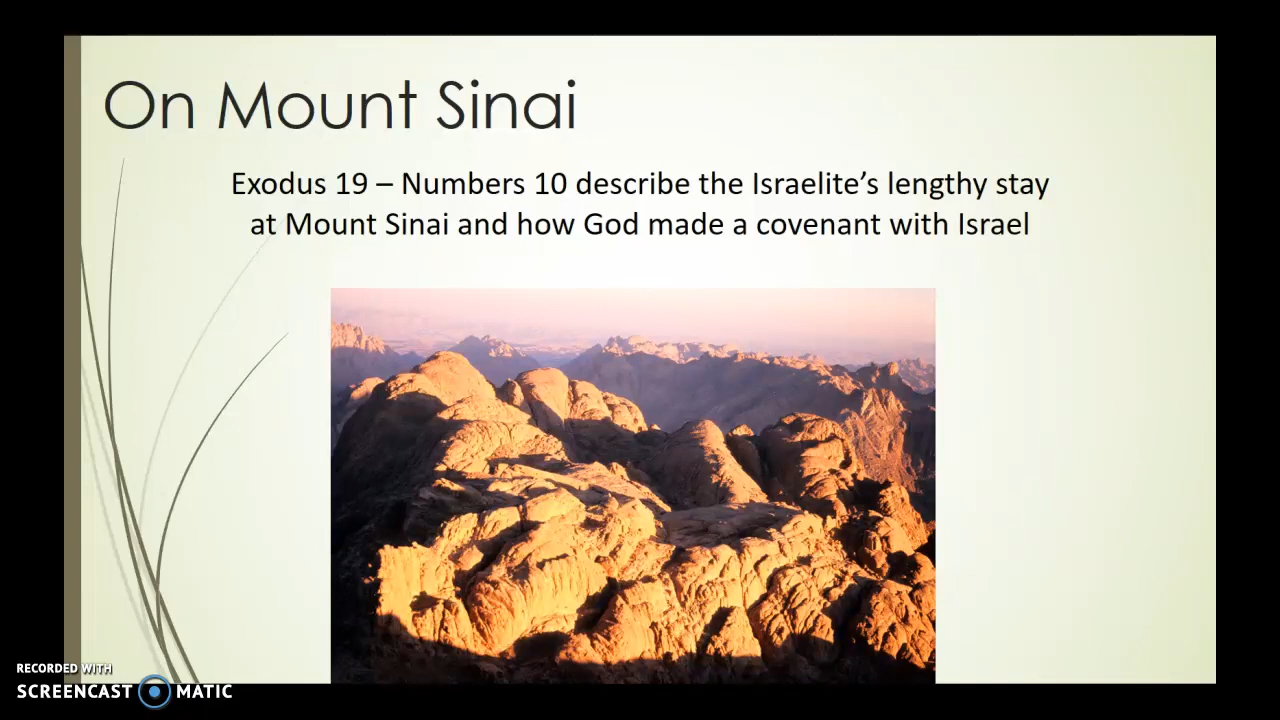 On Mount Sinai
Exodus 19 – Numbers 10 describe the Israelite’s lengthy stay
at Mount Sinai and how God made a covenant with Israel
RECORDED WITH
SCREENCAST MATIC